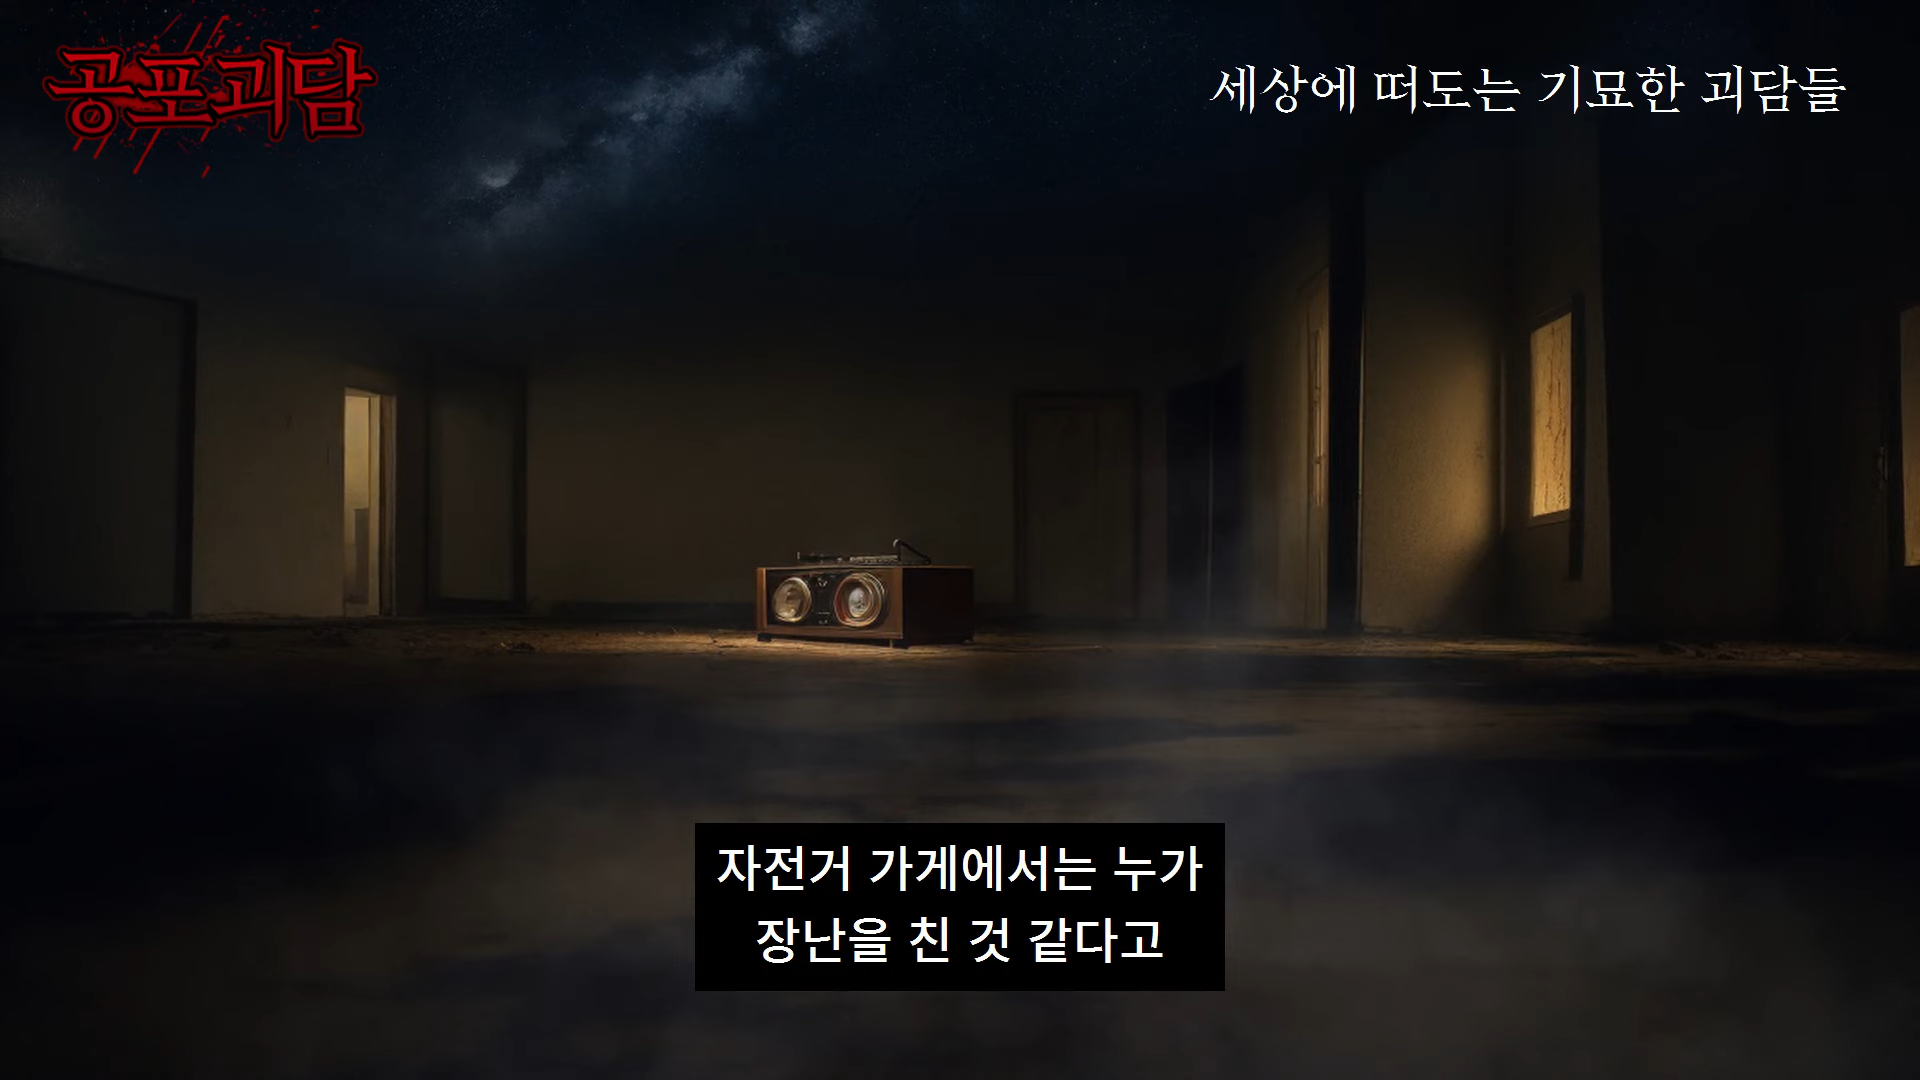 공포괴담
세상에 떠도는 기묘한 괴담들
자전거 가게에서는 누가
장난을 친 것 같다고